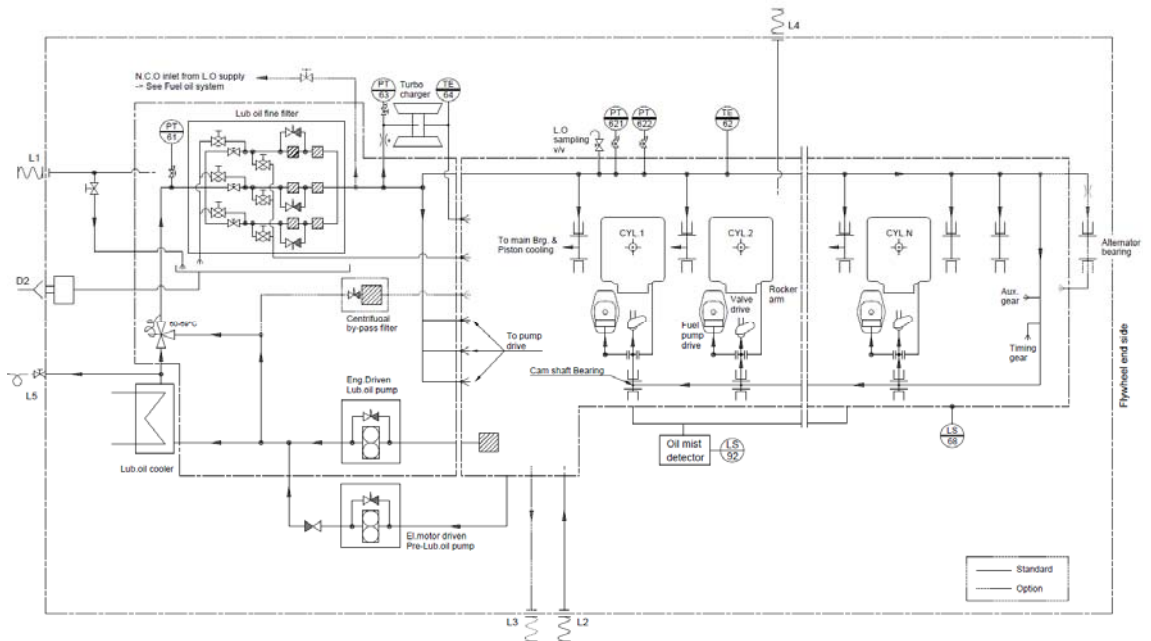 L4
N.C.O inlet from L.O supply
-> See Fuel oil system
PT
63
Turbo
charger
TE
64
Lub oil fine filter
PT
61
L.O
sampling
v/v
PT
621
PT
622
TE
62
L1
CYL.1
CYL.2
CYL.N
To main Brg. &
Piston cooling
Alternator
bearing
D2
Rocker
arm
Valve
drive
Fuel
pump
drive
Aux.
gear
Timing
gear
Centrifuoal
by-pass filter
To pump
drive
Cam shaft Bearing
L5
Eng.Driven
Lub.oil pump
Lub.oil cooler
Oil mist
detector
LS
92
LS
68
Flywheel end side
El.motor driven
Pre-Lub.oil pump
Standard
Option
L3
L2